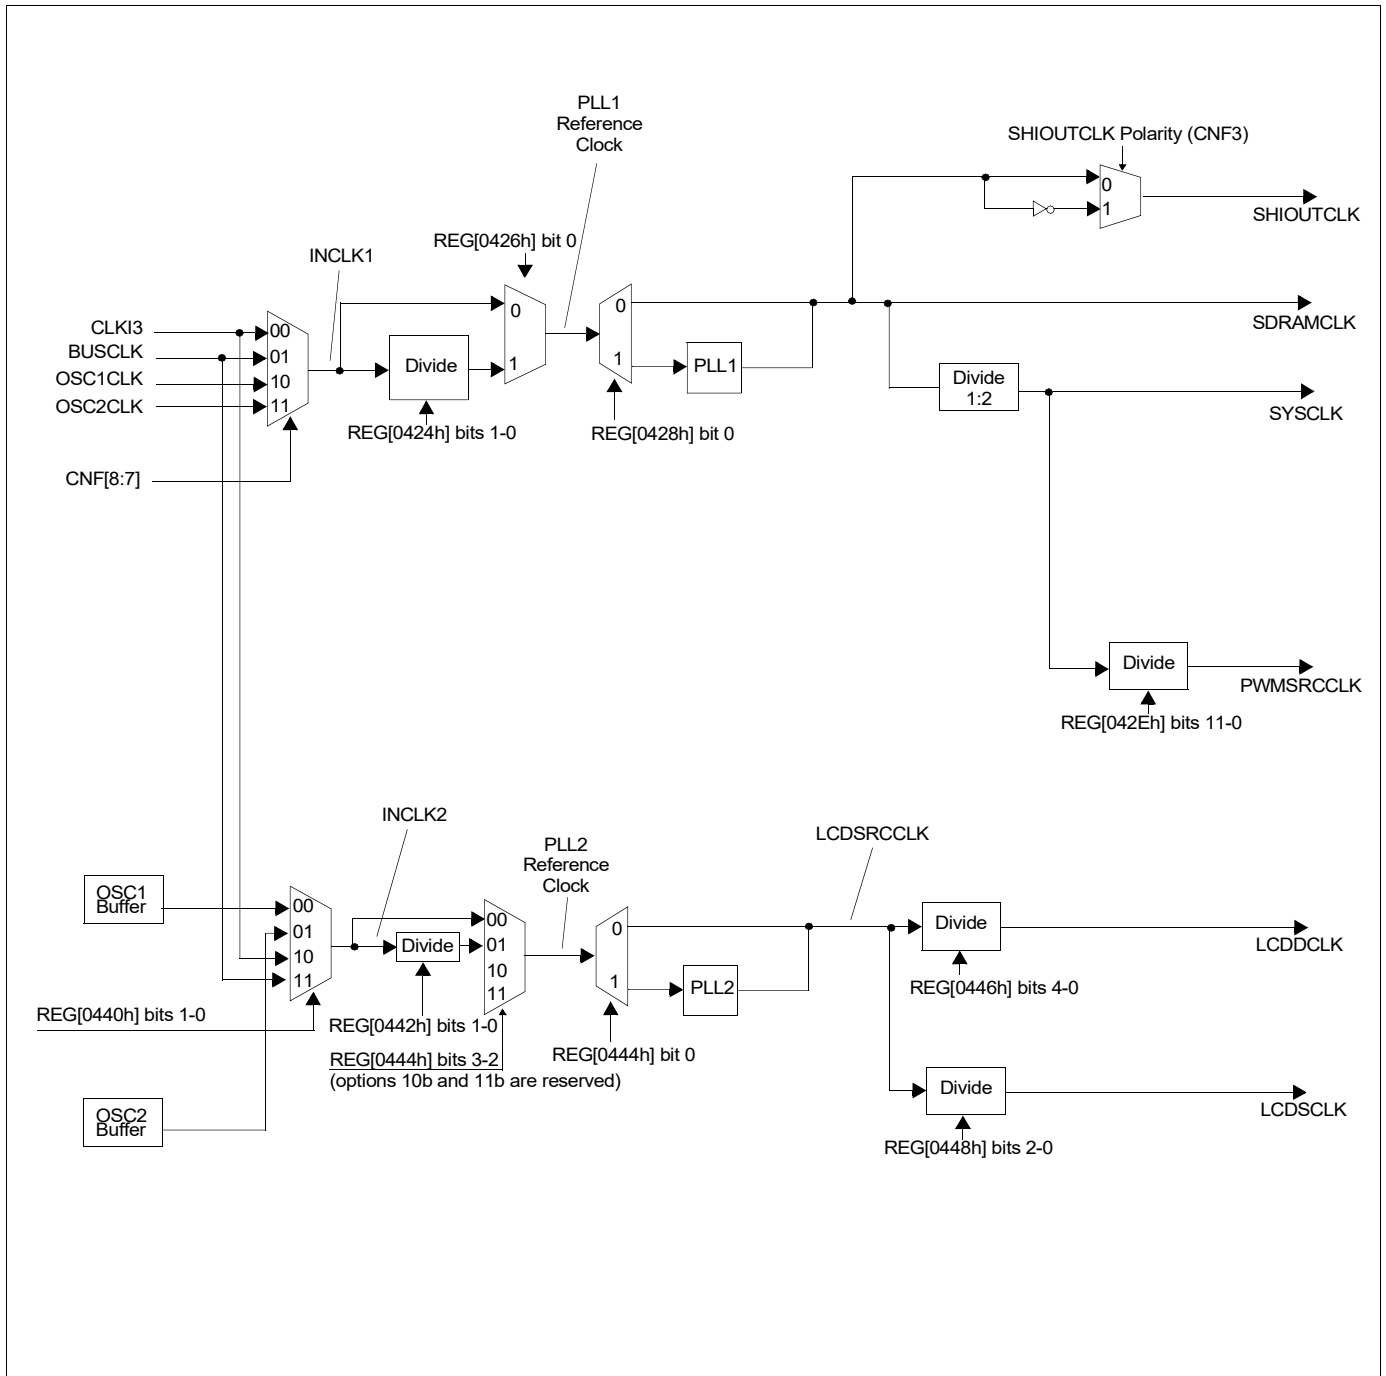 PLL1
Reference
Clock
SHIOUTCLK Polarity (CNF3)
0
1
SHIOUTCLK
REG[0426h] bit 0
INCLK1
CLKI3
BUSCLK
OSC1CLK
OSC2CLK
00
01
10
11
Divide
0
1
0
1
PLL1
SDRAMCLK
Divide
1:2
SYSCLK
REG[0424h] bits 1-0
REG[0428h] bit 0
CNF[8:7]
Divide
PWMSRCCLK
REG[042Eh] bits 11-0
INCLK2
PLL2
Reference
Clock
LCDSRCCLK
OSC1
Buffer
00
01
10
11
Divide
00
01
10
11
0
1
PLL2
Divide
LCDDCLK
REG[0446h] bits 4-0
REG[0440h] bits 1-0
REG[0442h] bits 1-0
REG[0444h] bits 3-2
(options 10b and 11b are reserved)
REG[0444h] bit 0
OSC2
Buffer
Divide
LCDSCLK
REG[0448h] bits 2-0